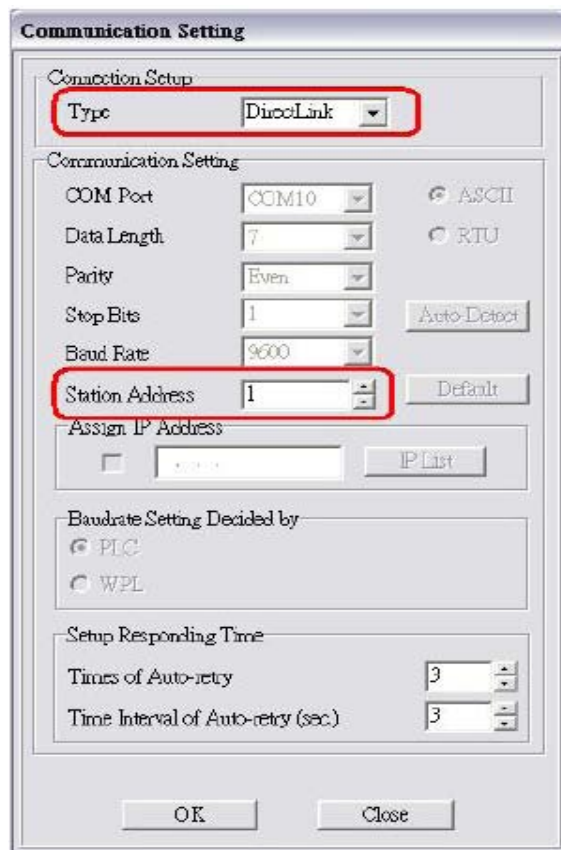 Communication Setting
Connection Setup
Type DirectLink
Communication Setting
COM Port COM10 ASCII
Data Length 7 RTU
Parity Even
Stop Bits 1 Auto-Detect
Baud Rate 9600
Station Address 1 Default
Assign IP Address
. . . IP List
Baudrate Setting Decided by
PLC
WPL
Setup Responding Time
Times of Auto-retry 3
Time Interval of Auto-retry (sec.) 3
OK Close